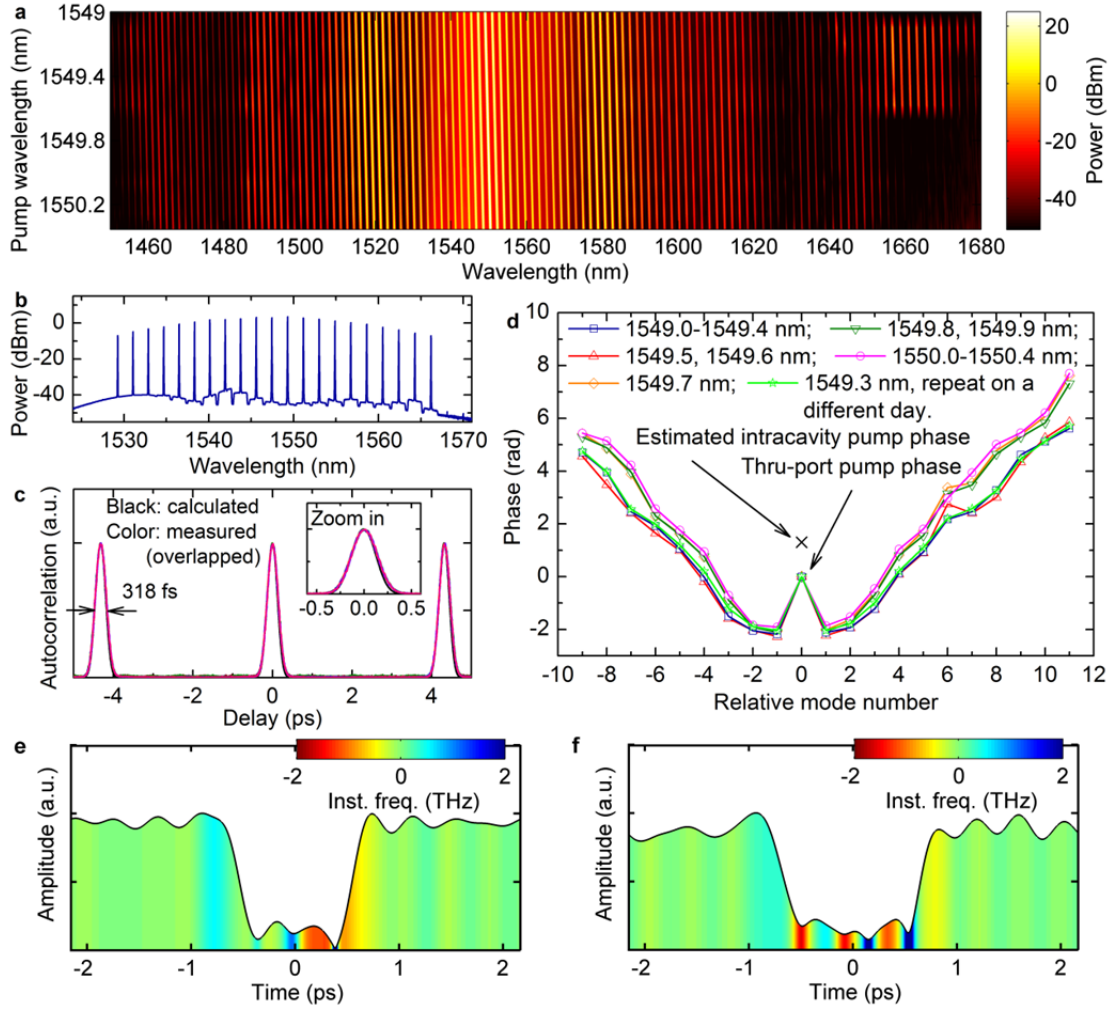 a
1549
1549.4
1549.8
1550.2
Pump wavelength (nm)
1460 1480 1500 1520 1540 1560 1580 1600 1620 1640 1660 1680
Wavelength (nm)
20
0
-20
-40
Power (dBm)
b
0
-20
-40
Power (dBm)
1530 1540 1550 1560 1570
Wavelength (nm)
c
Black: calculated
Color: measured
(overlapped)
Zoom in
-0.5 0.0 0.5
318 fs
Autocorrelation (a.u.)
-4 -2 0 2 4
Delay (ps)
d
10
8
6
4
2
0
-2
Phase (rad)
1549.0-1549.4 nm;
1549.8, 1549.9 nm;
1549.5, 1549.6 nm;
1550.0-1550.4 nm;
1549.7 nm;
1549.3 nm, repeat on a
different day.
Estimated intracavity pump phase
Thru-port pump phase
-10 -8 -6 -4 -2 0 2 4 6 8 10 12
Relative mode number
e
-2 0 2
Inst. freq. (THz)
Amplitude (a.u.)
-2 -1 0 1 2
Time (ps)
f
-2 0 2
Inst. freq. (THz)
Amplitude (a.u.)
-2 -1 0 1 2
Time (ps)